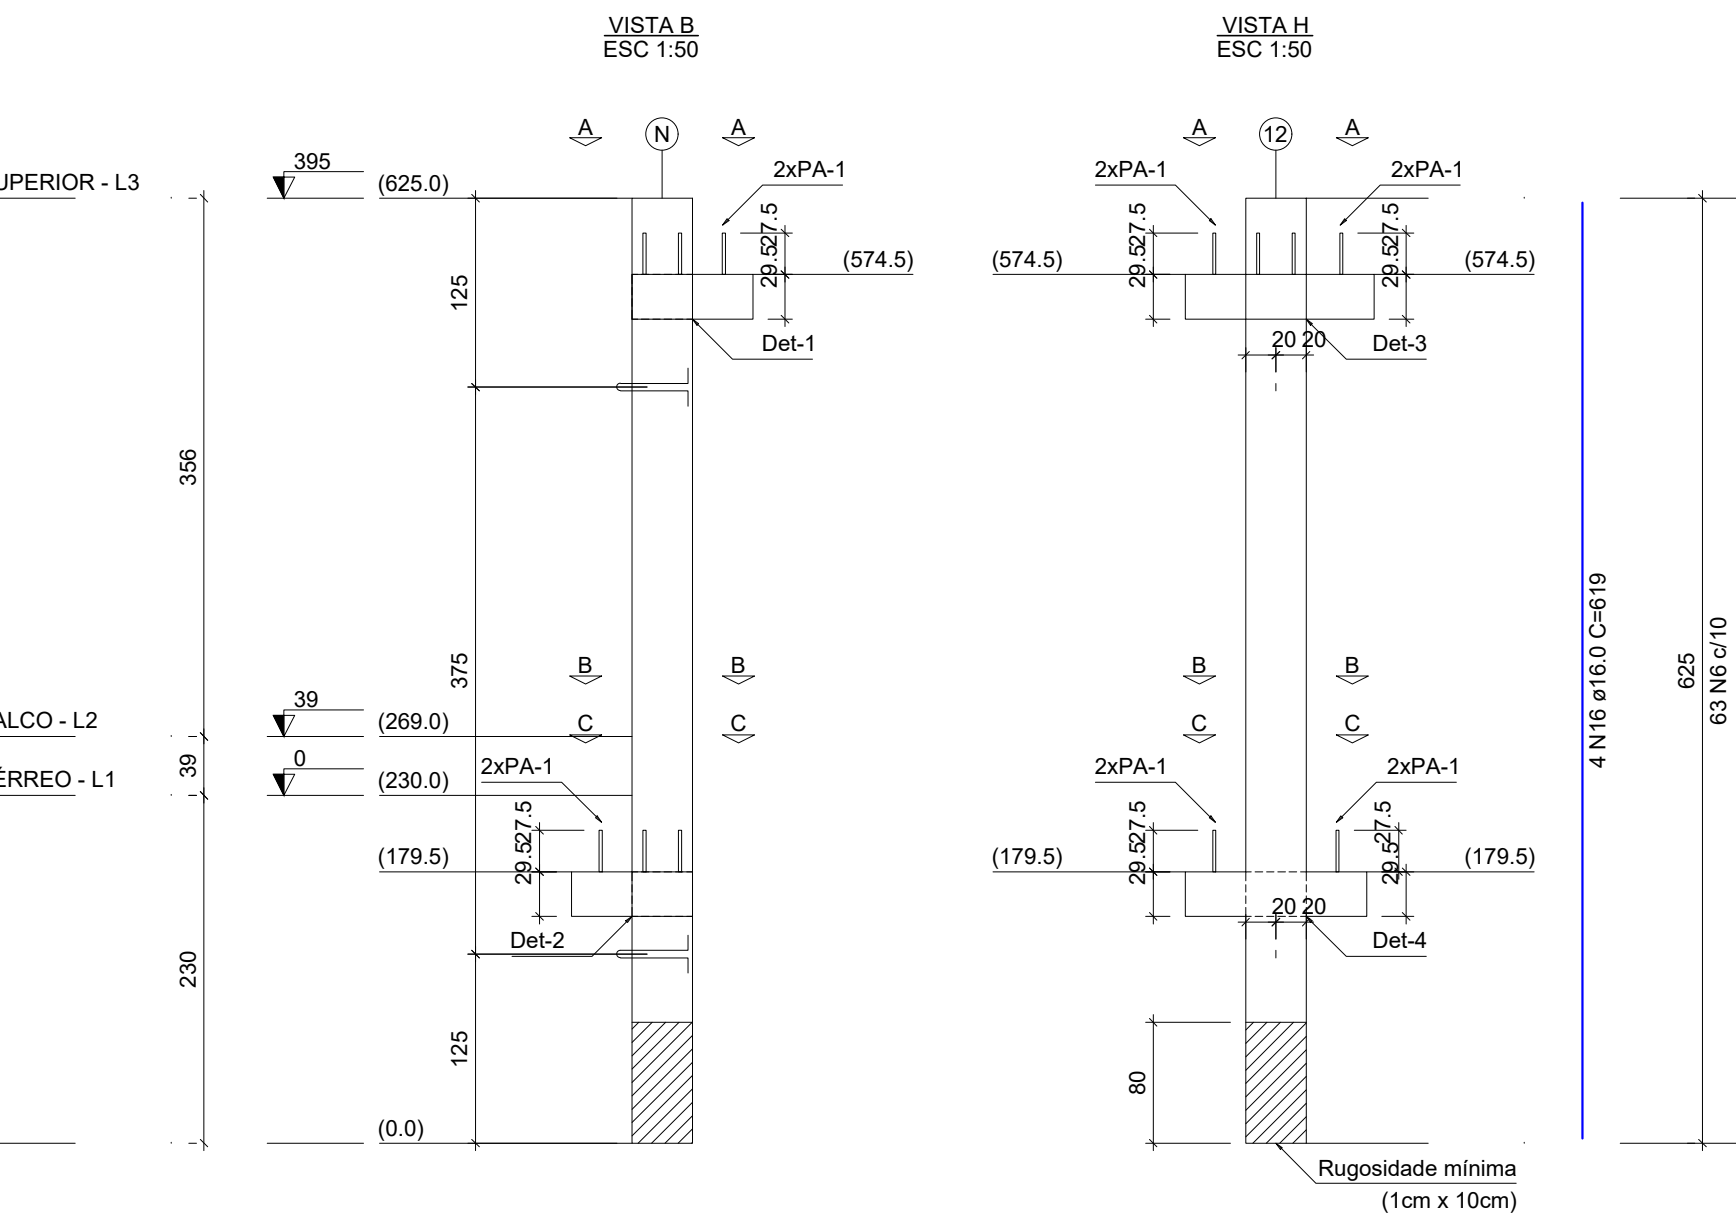 VISTA B
ESC 1:50
VISTA H
ESC 1:50
A
N
A
A
12
A
395
UPERIOR - L3
(625.0)
2xPA-1
2xPA-1
2xPA-1
27.5
29.5
27.5
29.5
27.5
29.5
(574.5)
(574.5)
(574.5)
125
Det-1
20 20
Det-3
356
375
B
B
B
B
39
ALCO - L2
(269.0)
C
C
C
C
39
0
ÉRREO - L1
(230.0)
2xPA-1
2xPA-1
2xPA-1
27.5
29.5
27.5
29.5
27.5
29.5
(179.5)
(179.5)
(179.5)
20 20
Det-2
Det-4
230
125
80
(0.0)
4 N16 ø16.0 C=619
625
63 N6 c/10
Rugosidade mínima
(1cm x 10cm)